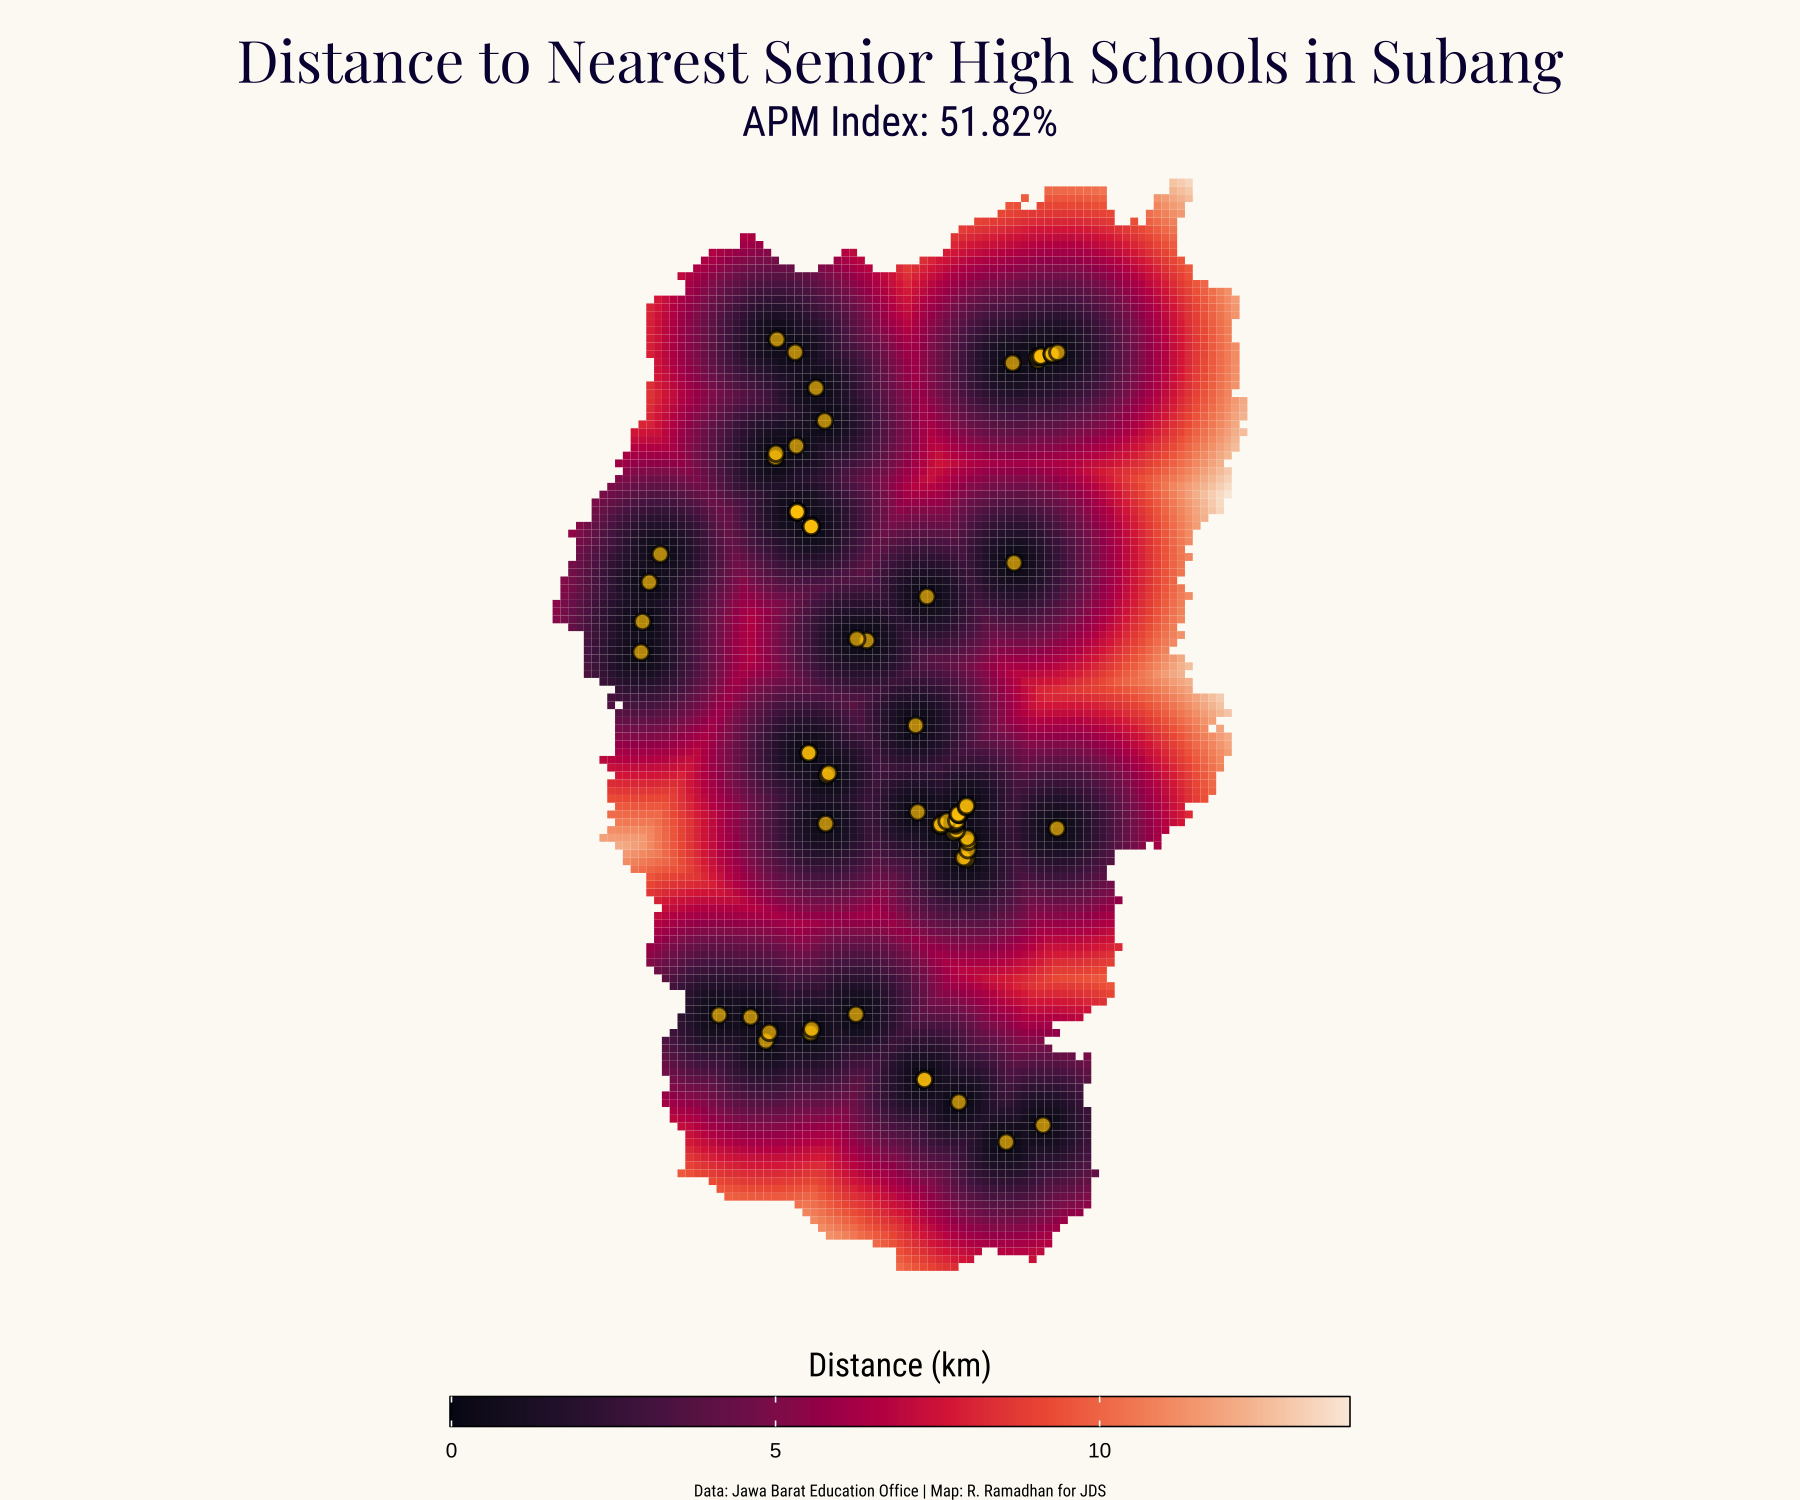 Distance to Nearest Senior High Schools in Subang
APM Index: 51.82%
Distance (km)
0 5 10
Data: Jawa Barat Education Office | Map: R. Ramadhan for JDS